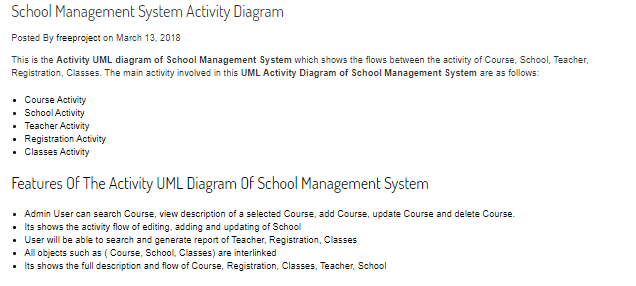 School Management System Activity Diagram
Posted By freeproject on March 13, 2018
This is the Activity UML diagram of School Management System which shows the flows between the activity of Course, School, Teacher,
Registration, Classes. The main activity involved in this UML Activity Diagram of School Management System are as follows:
• Course Activity
• School Activity
• Teacher Activity
• Registration Activity
• Classes Activity
Features Of The Activity UML Diagram Of School Management System
• Admin User can search Course, view description of a selected Course, add Course, update Course and delete Course.
• Its shows the activity flow of editing, adding and updating of School
• User will be able to search and generate report of Teacher, Registration, Classes
• All objects such as ( Course, School, Classes) are interlinked
• Its shows the full description and flow of Course, Registration, Classes, Teacher, School